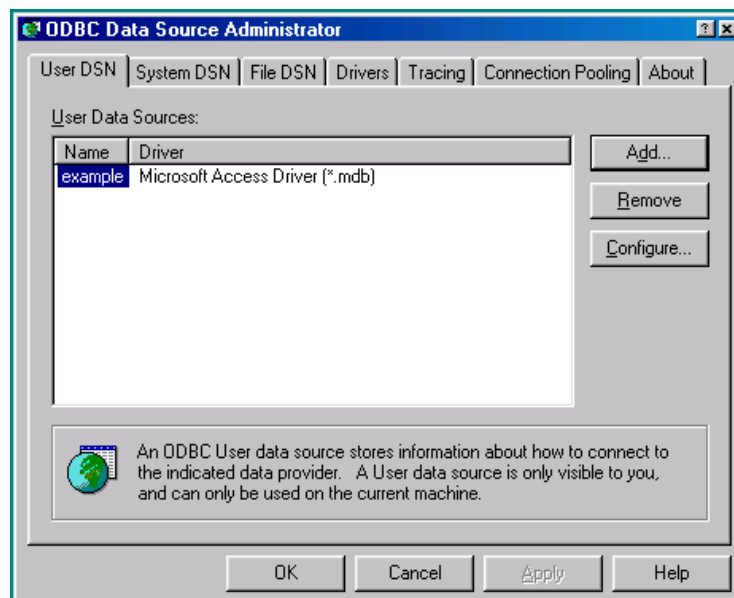 ODBC Data Source Administrator
User DSN System DSN File DSN Drivers Tracing Connection Pooling About
User Data Sources:
Name Driver
example Microsoft Access Driver (*.mdb)
Add...
Remove
Configure...
An ODBC User data source stores information about how to connect to
the indicated data provider. A User data source is only visible to you,
and can only be used on the current machine.
OK Cancel Apply Help